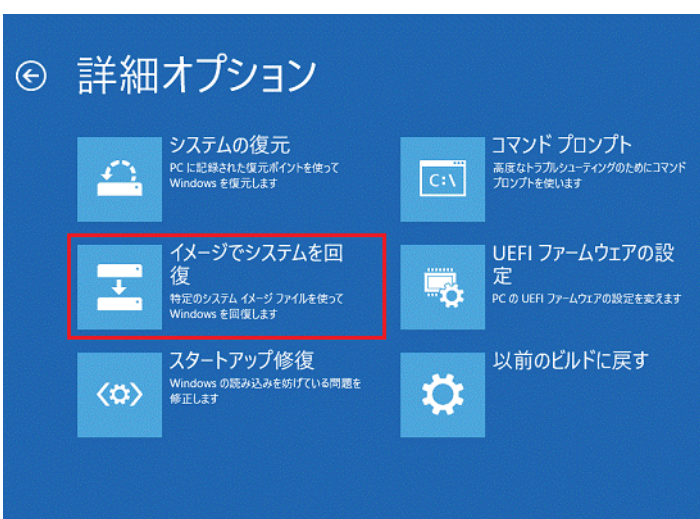 詳細オプション
システムの復元
PC に記録された復元ポイントを使って
Windows を復元します
イメージでシステムを回
復
特定のシステム イメージ ファイルを使って
Windows を回復します
スタートアップ修復
Windows の読み込みを妨げている問題を
修正します
コマンド プロンプト
高度なトラブルシューティングのためにコマンド
プロンプトを使います
C:\
UEFI ファームウェアの設
定
PC の UEFI ファームウェアの設定を変えます
以前のビルドに戻す